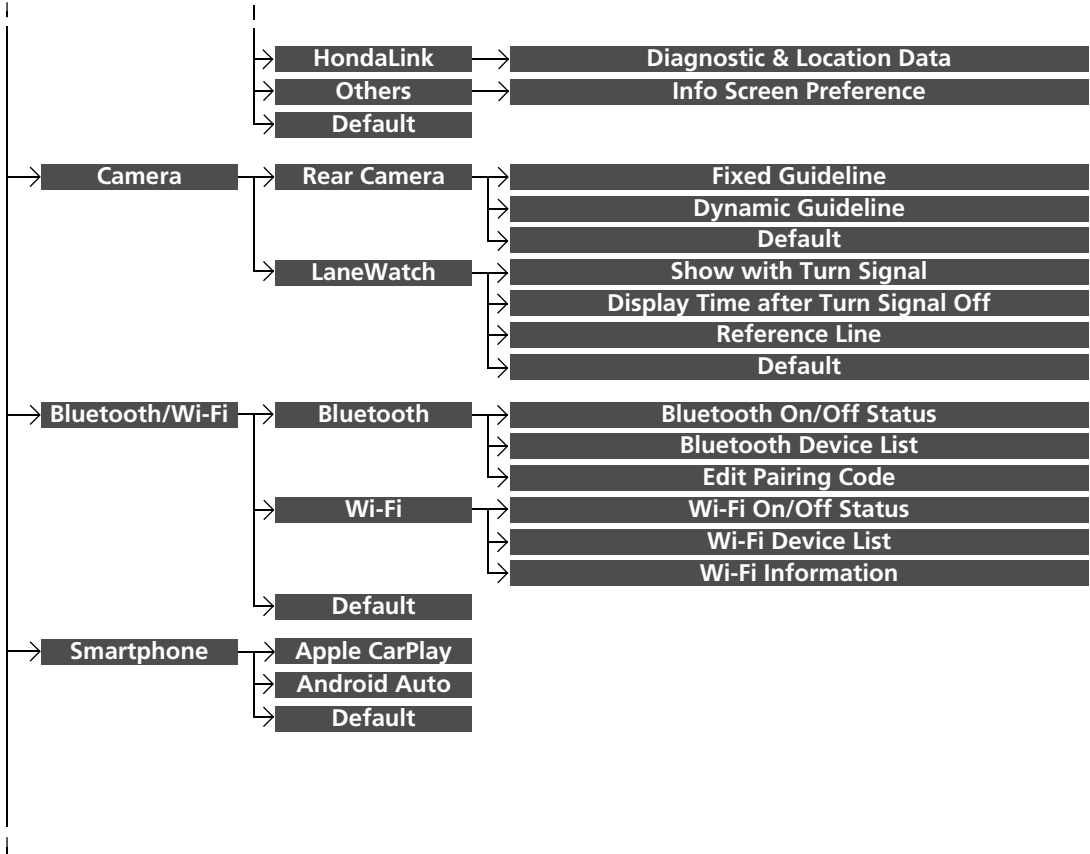 HondaLink
Diagnostic & Location Data
Others
Info Screen Preference
Default
Camera
Rear Camera
Fixed Guideline
Dynamic Guideline
Default
LaneWatch
Show with Turn Signal
Display Time after Turn Signal Off
Reference Line
Default
Bluetooth/Wi-Fi
Bluetooth
Bluetooth On/Off Status
Bluetooth Device List
Edit Pairing Code
Wi-Fi
Wi-Fi On/Off Status
Wi-Fi Device List
Wi-Fi Information
Default
Smartphone
Apple CarPlay
Android Auto
Default